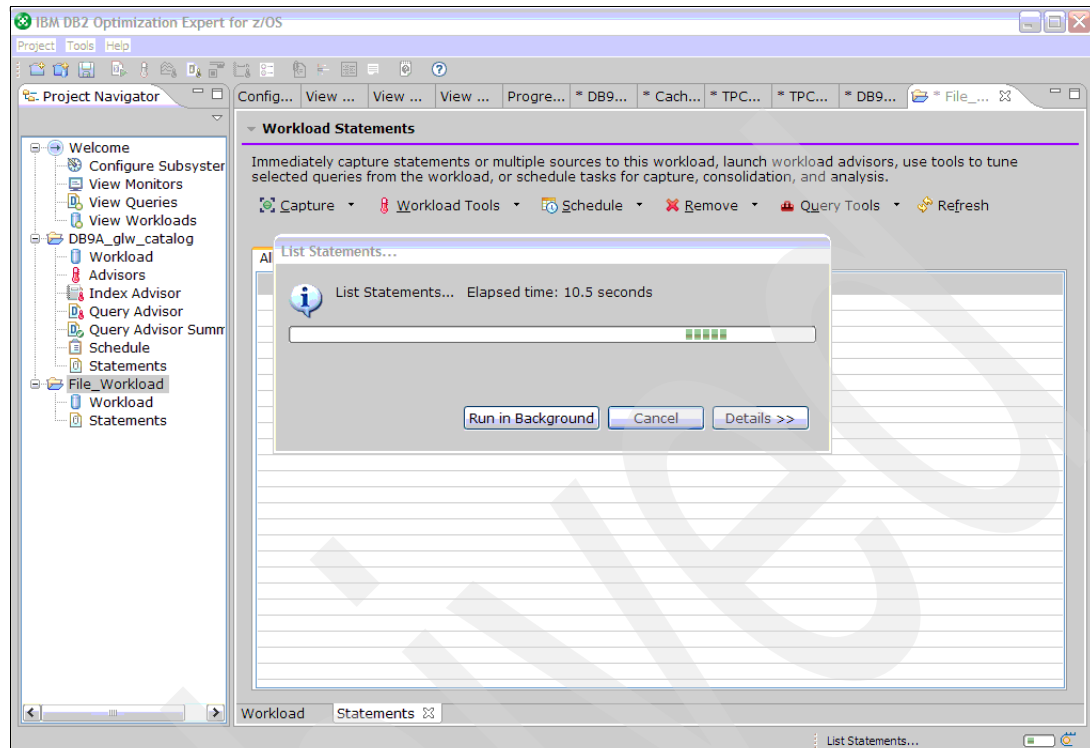 IBM DB2 Optimization Expert for z/OS
Project Tools Help
Project Navigator
Config... View ... View ... View ... Progre... * DB9... * Cach... * TPC... * TPC... * DB9... * File_...
Welcome
Configure Subsyster
View Monitors
View Queries
View Workloads
DB9A_glw_catalog
Workload
Advisors
Index Advisor
Query Advisor
Query Advisor Summ
Schedule
Statements
File_Workload
Workload
Statements
Workload Statements
Immediately capture statements or multiple sources to this workload, launch workload advisors, use tools to tune
selected queries from the workload, or schedule tasks for capture, consolidation, and analysis.
Capture Workload Tools Schedule Remove Query Tools Refresh
Al
List Statements...
List Statements... Elapsed time: 10.5 seconds
Run in Background Cancel Details >>
Workload Statements
List Statements...